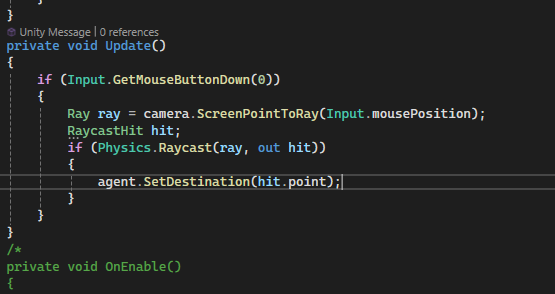 }
Unity Message | 0 references
private void Update()
{
if (Input.GetMouseButtonDown(0))
{
Ray ray = camera.ScreenPointToRay(Input.mousePosition);
RaycastHit hit;
if (Physics.Raycast(ray, out hit))
{
agent.SetDestination(hit.point);
}
}
}
/*
private void OnEnable()
{